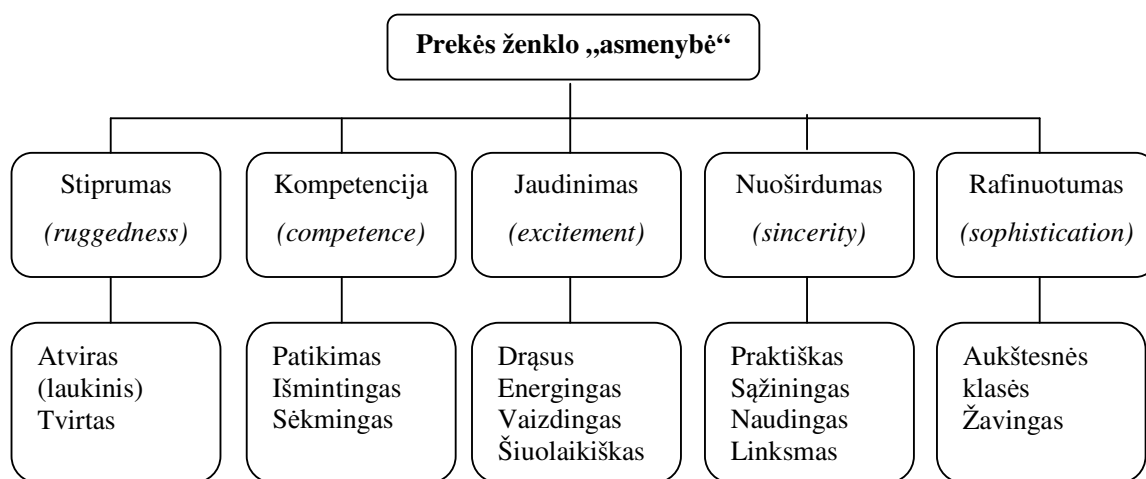 Prekės ženklo ,,asmenybė“
Stiprumas
(ruggedness)
Kompetencija
(competence)
Jaudinimas
(excitement)
Nuoširdumas
(sincerity)
Rafinuotumas
(sophistication)
Atviras
(laukinis)
Tvirtas
Patikimas
Išmintingas
Sėkmingas
Drąsus
Energingas
Vaizdingas
Šiuolaikiškas
Praktiškas
Sąžiningas
Naudingas
Linksmas
Aukštesnės
klasės
Žavingas